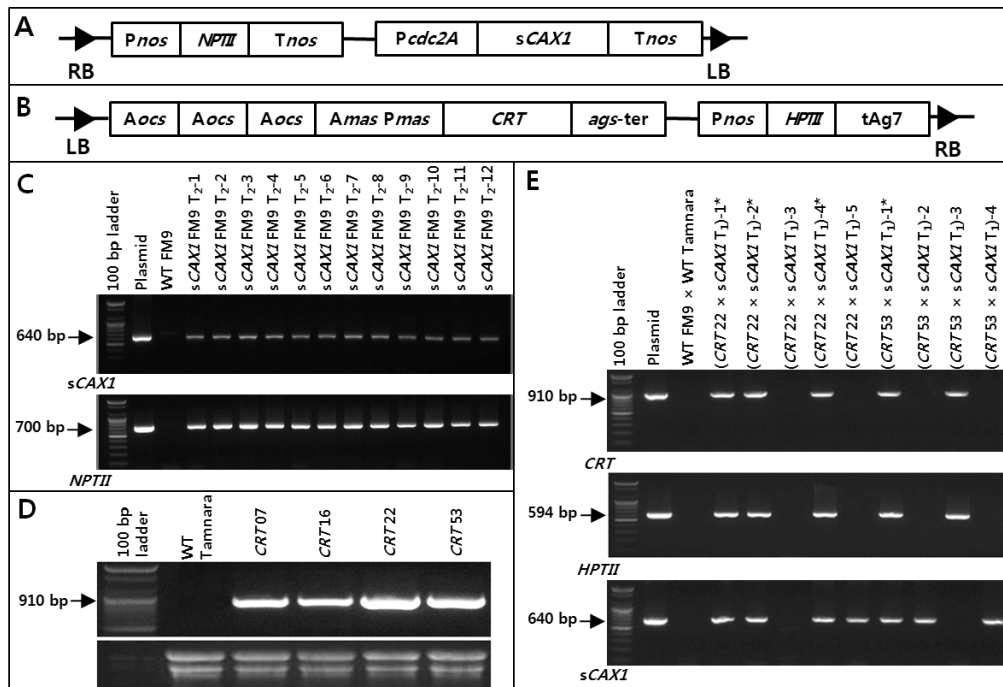 A
Pnos NPTII Tnos Pcdc2A sCAX1 Tnos
RB LB
B
Aocs Aocs Aocs Amas Pmas CRT ags-ter Pnos HPTII tAg7
LB RB
C
100 bp ladder
Plasmid
WT FM9
sCAX1 FM9 T2-1
sCAX1 FM9 T2-2
sCAX1 FM9 T2-3
sCAX1 FM9 T2-4
sCAX1 FM9 T2-5
sCAX1 FM9 T2-6
sCAX1 FM9 T2-7
sCAX1 FM9 T2-8
sCAX1 FM9 T2-9
sCAX1 FM9 T2-10
sCAX1 FM9 T2-11
sCAX1 FM9 T2-12
640 bp
sCAX1
700 bp
NPTII
D
100 bp
ladder
WT
Tamnara
CRT07
CRT16
CRT22
CRT53
910 bp
E
100 bp ladder
Plasmid
WT FM9 × WT Tamnara
(CRT22 × sCAX1 T1)-1*
(CRT22 × sCAX1 T1)-2*
(CRT22 × sCAX1 T1)-3
(CRT22 × sCAX1 T1)-4*
(CRT22 × sCAX1 T1)-5
(CRT53 × sCAX1 T1)-1*
(CRT53 × sCAX1 T1)-2
(CRT53 × sCAX1 T1)-3
(CRT53 × sCAX1 T1)-4
910 bp
CRT
594 bp
HPTII
640 bp
sCAX1